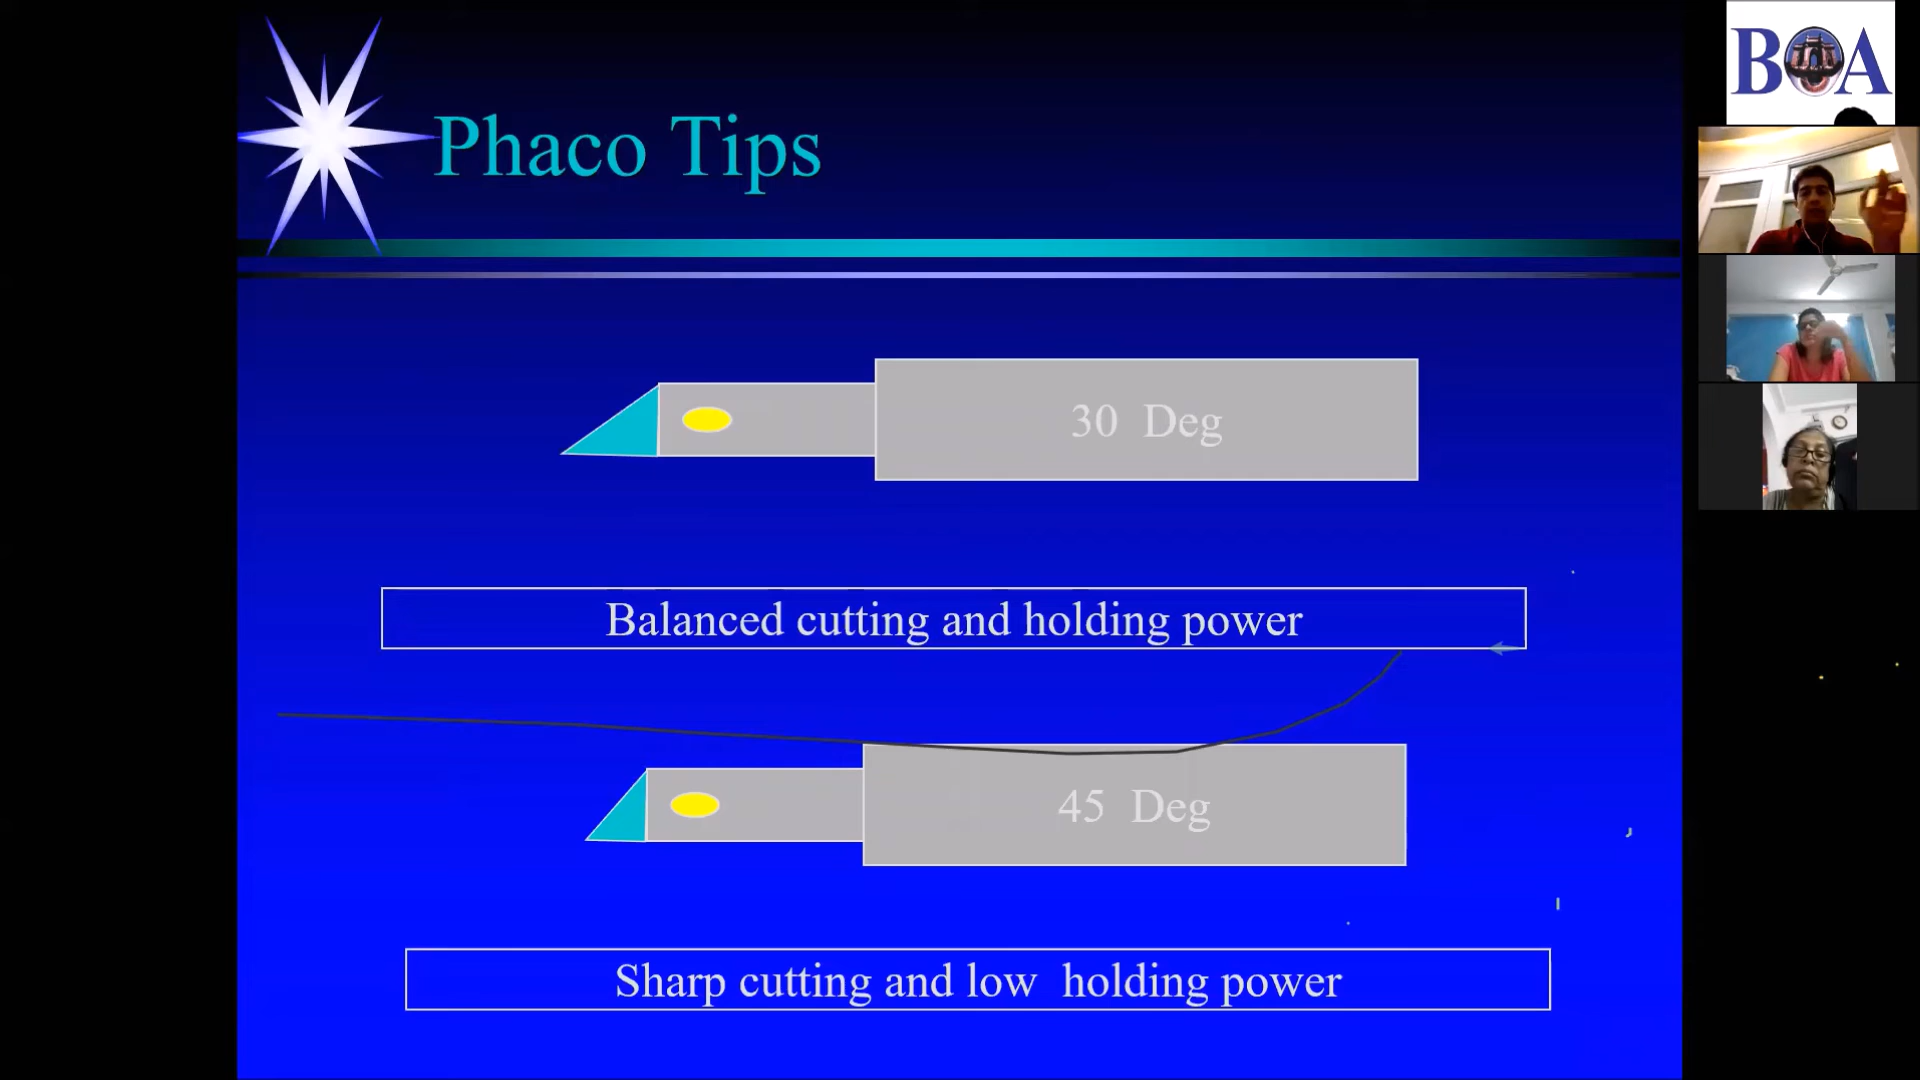 BOA
Phaco Tips
30 Deg
Balanced cutting and holding power
45 Deg
Sharp cutting and low holding power